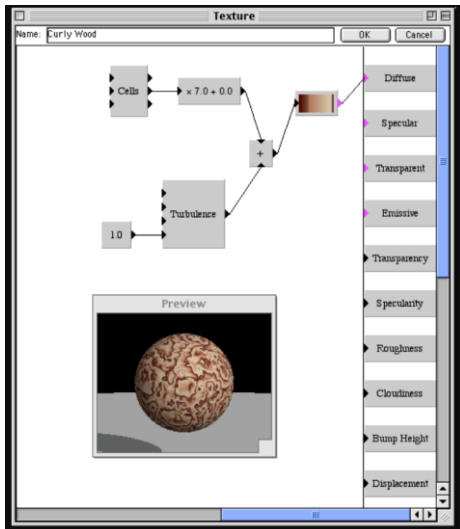 Texture
Name: Curly Wood
OK
Cancel
Cells
× 7.0 + 0.0
+
1.0
Turbulence
Preview
Diffuse
Specular
Transparent
Emissive
Transparency
Specularity
Roughness
Cloudiness
Bump Height
Displacement